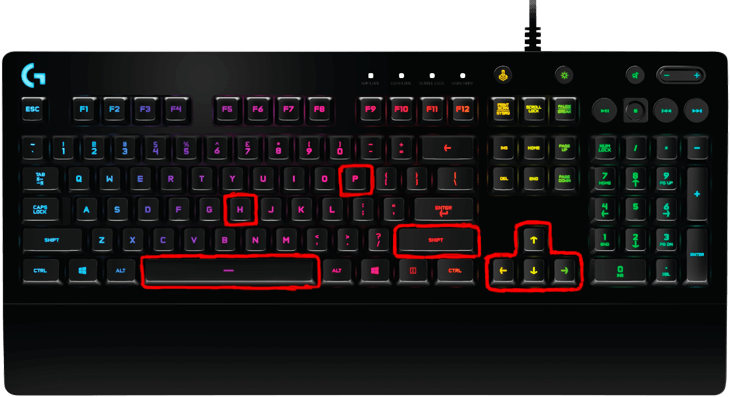 G
ESC F1 F2 F3 F4 F5 F6 F7 F8 F9 F10 F11 F12 PRINT SCREEN SYSRQ SCROLL LOCK PAUSE BREAK
~ ! @ # $ % ^ & * ( ) - + ← INS HOME PAGE UP NUM LOCK / * -
1 2 3 4 5 6 7 8 9 0
TAB Q W E R T Y U I O P { } | \ DEL END PAGE DOWN 7 HOME 8 ↑ 9 PG UP +
CAPS LOCK A S D F G H J K L : ; " ENTER 4 ← 5 6 →
SHIFT Z X C V B N M < , > . ? / SHIFT ↑ 1 END 2 ↓ 3 PG DN ENTER
CTRL ALT ALT CTRL ← ↓ → 0 INS . DEL